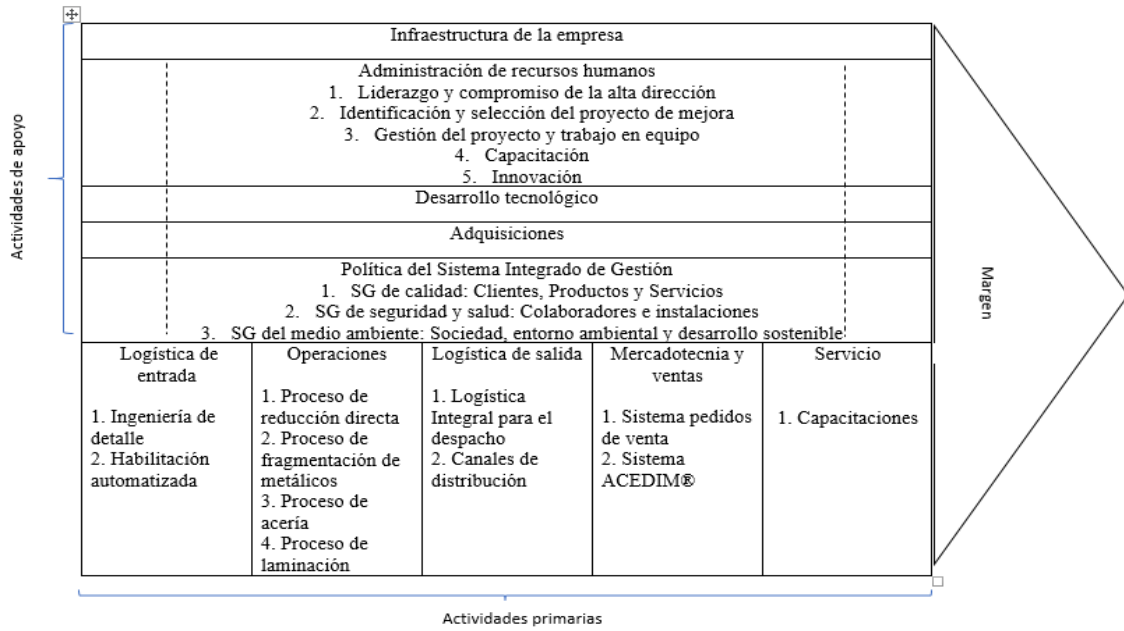 Infraestructura de la empresa
Administración de recursos humanos
1. Liderazgo y compromiso de la alta dirección
2. Identificación y selección del proyecto de mejora
3. Gestión del proyecto y trabajo en equipo
4. Capacitación
5. Innovación
Desarrollo tecnológico
Adquisiciones
Política del Sistema Integrado de Gestión
1. SG de calidad: Clientes, Productos y Servicios
2. SG de seguridad y salud: Colaboradores e instalaciones
3. SG del medio ambiente: Sociedad, entorno ambiental y desarrollo sostenible
Actividades de apoyo
Logística de
entrada
1. Ingeniería de
detalle
2. Habilitación
automatizada
Operaciones
1. Proceso de
reducción directa
2. Proceso de
fragmentación de
metálicos
3. Proceso de
acería
4. Proceso de
laminación
Logística de salida
1. Logística
Integral para el
despacho
2. Canales de
distribución
Mercadotecnia y
ventas
1. Sistema pedidos
de venta
2. Sistema
ACEDIM®
Servicio
1. Capacitaciones
Margen
Actividades primarias